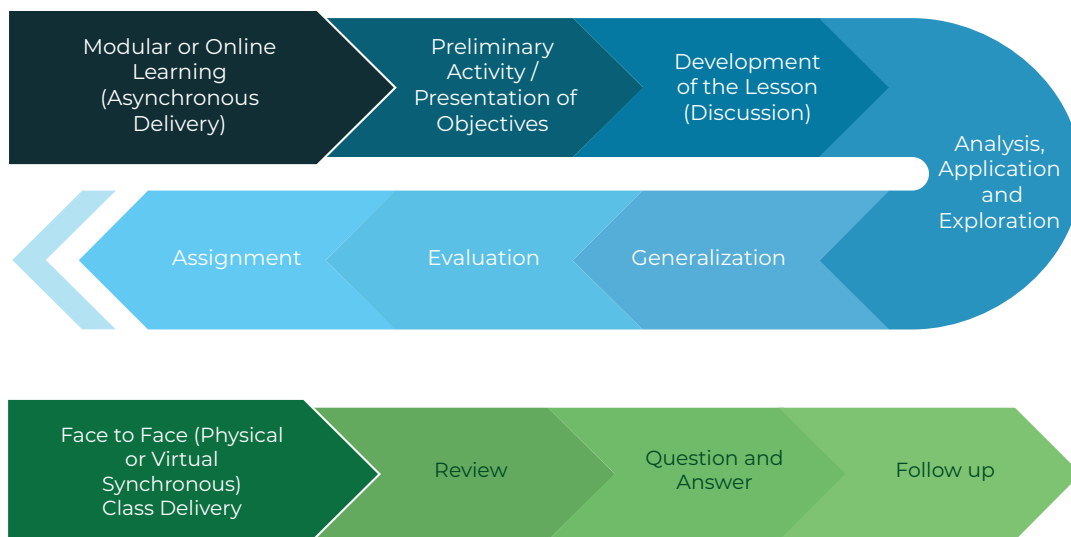 Modular or Online
Learning
(Asynchronous
Delivery)
Preliminary
Activity /
Presentation of
Objectives
Development
of the Lesson
(Discussion)
Analysis,
Application
and
Exploration
Generalization
Evaluation
Assignment
Face to Face (Physical
or Virtual
Synchronous)
Class Delivery
Review
Question and
Answer
Follow up